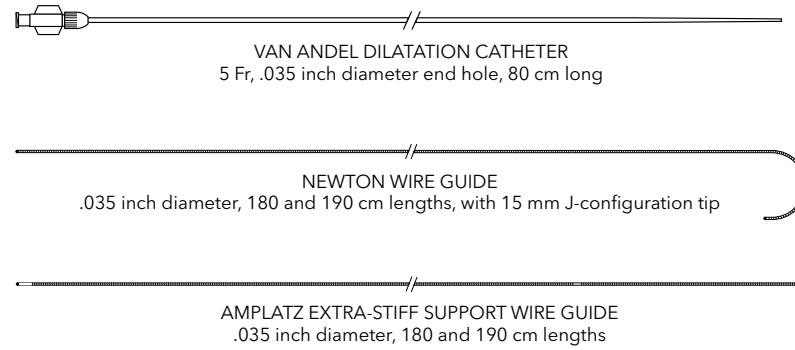 VAN ANDEL DILATATION CATHETER
5 Fr, .035 inch diameter end hole, 80 cm long
NEWTON WIRE GUIDE
.035 inch diameter, 180 and 190 cm lengths, with 15 mm J-configuration tip
AMPLATZ EXTRA-STIFF SUPPORT WIRE GUIDE
.035 inch diameter, 180 and 190 cm lengths